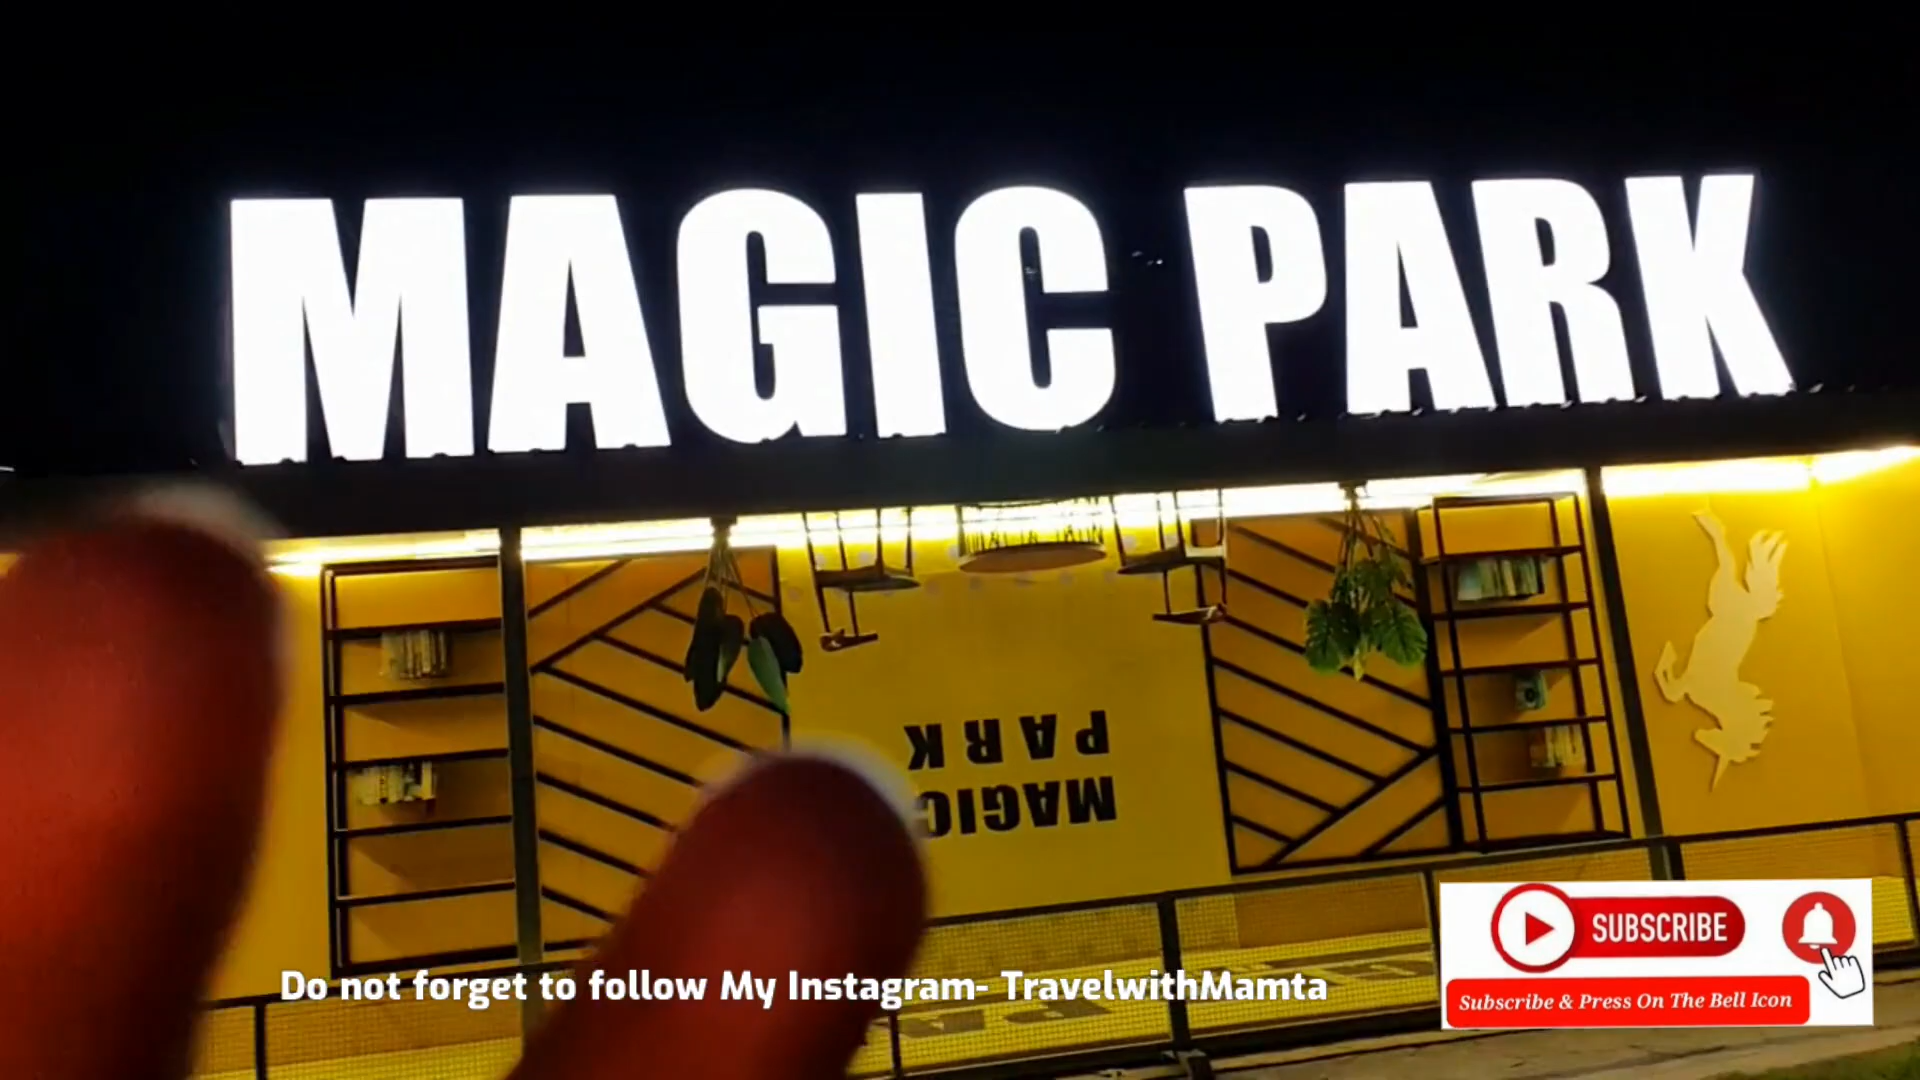 MAGIC PARK
PARK
MAGIC
SUBSCRIBE
Subscribe & Press On The Bell Icon
Do not forget to follow My Instagram- TravelwithMamta